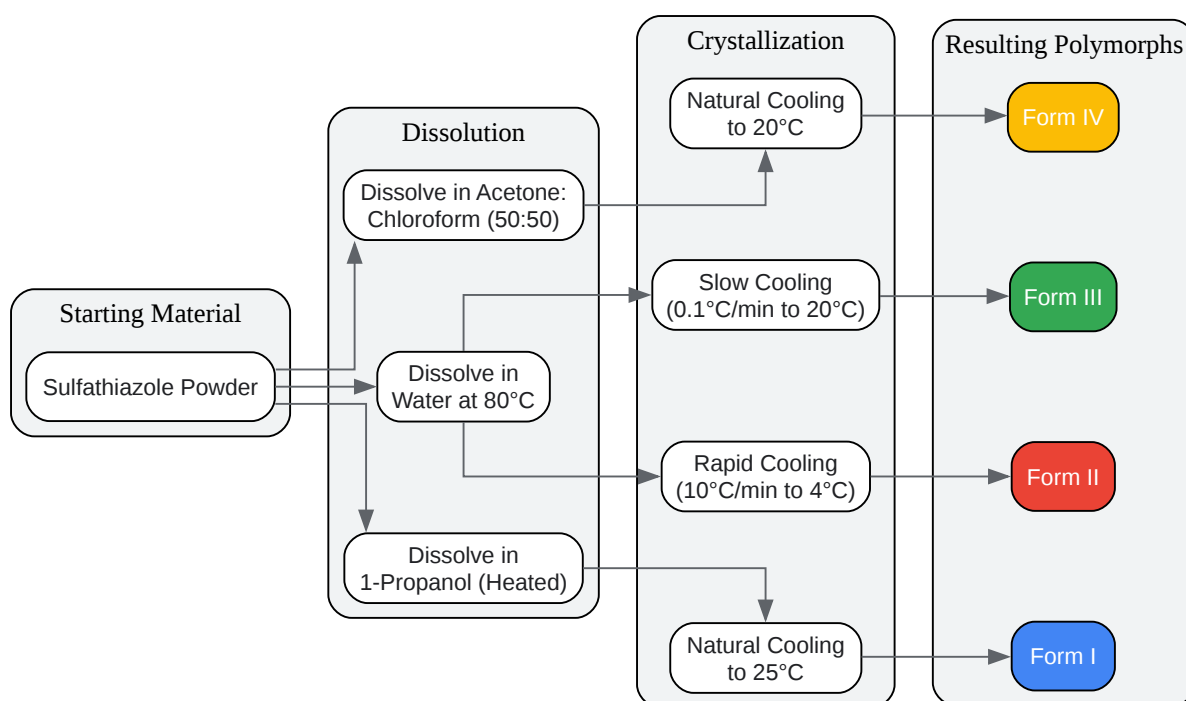 Starting Material
Sulfathiazole Powder
Dissolution
Dissolve in Acetone:
Chloroform (50:50)
Dissolve in
Water at 80°C
Dissolve in
1-Propanol (Heated)
Crystallization
Natural Cooling
to 20°C
Slow Cooling
(0.1°C/min to 20°C)
Rapid Cooling
(10°C/min to 4°C)
Natural Cooling
to 25°C
Resulting Polymorphs
Form IV
Form III
Form II
Form I